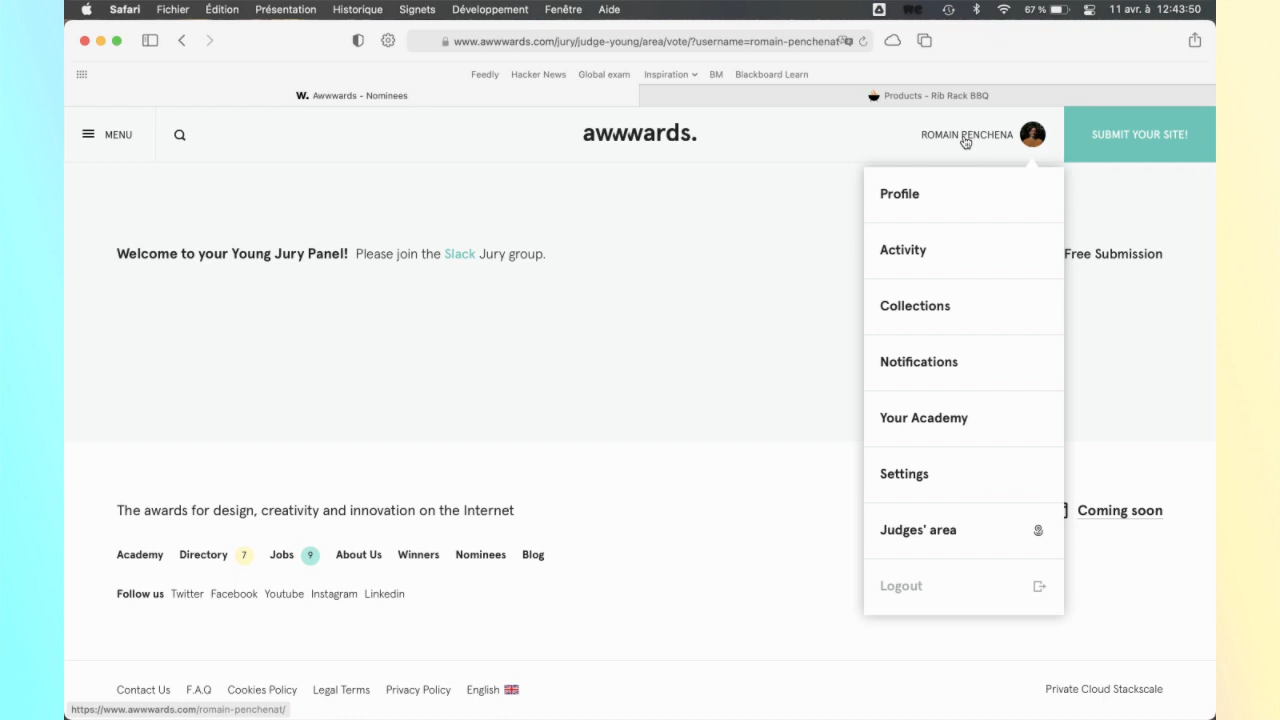 Safari Fichier Édition Présentation Historique Signets Développement Fenêtre Aide 67 % 11 avr. à 12:43:50
www.awwwards.com/jury/judge-young/area/vote/?username=romain-penchenat
Feedly Hacker News Global exam Inspiration BM Blackboard Learn
W. Awwwards - Nominees Products - Rib Rack BBQ
MENU awwwards. ROMAIN PENCHENA SUBMIT YOUR SITE!
Profile
Activity
Welcome to your Young Jury Panel! Please join the Slack Jury group. Free Submission
Collections
Notifications
Your Academy
Settings
The awards for design, creativity and innovation on the Internet Coming soon
Judges' area
Academy Directory 7 Jobs 9 About Us Winners Nominees Blog
Logout
Follow us Twitter Facebook Youtube Instagram Linkedin
Contact Us F.A.Q Cookies Policy Legal Terms Privacy Policy English Private Cloud Stackscale
https://www.awwwards.com/romain-penchenat/